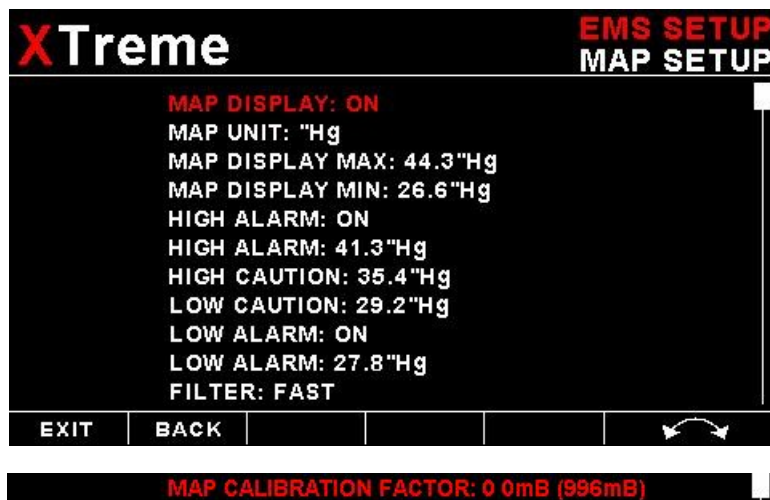 XTreme
EMS SETUP
MAP SETUP
MAP DISPLAY: ON
MAP UNIT: "Hg
MAP DISPLAY MAX: 44.3"Hg
MAP DISPLAY MIN: 26.6"Hg
HIGH ALARM: ON
HIGH ALARM: 41.3"Hg
HIGH CAUTION: 35.4"Hg
LOW CAUTION: 29.2"Hg
LOW ALARM: ON
LOW ALARM: 27.8"Hg
FILTER: FAST
EXIT BACK
MAP CALIBRATION FACTOR: 0 0mB (996mB)